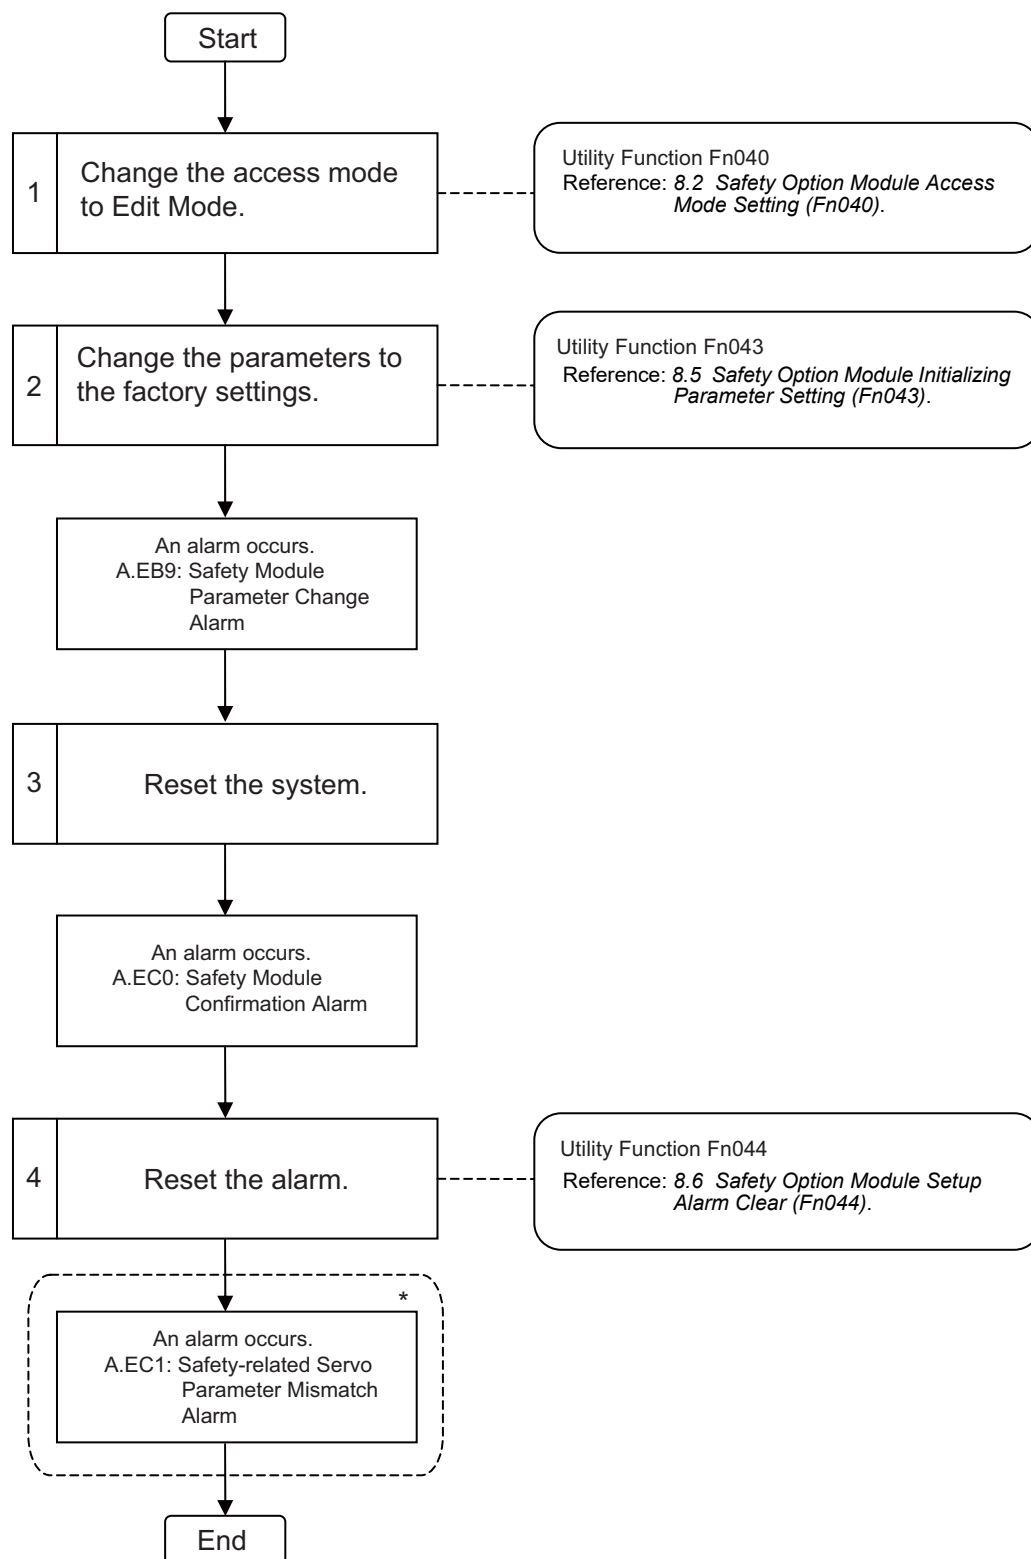 Start
1
Change the access mode
to Edit Mode.
Utility Function Fn040
Reference: 8.2 Safety Option Module Access
Mode Setting (Fn040).
2
Change the parameters to
the factory settings.
Utility Function Fn043
Reference: 8.5 Safety Option Module Initializing
Parameter Setting (Fn043).
An alarm occurs.
A.EB9: Safety Module
Parameter Change
Alarm
3
Reset the system.
An alarm occurs.
A.EC0: Safety Module
Confirmation Alarm
4
Reset the alarm.
Utility Function Fn044
Reference: 8.6 Safety Option Module Setup
Alarm Clear (Fn044).
*
An alarm occurs.
A.EC1: Safety-related Servo
Parameter Mismatch
Alarm
End